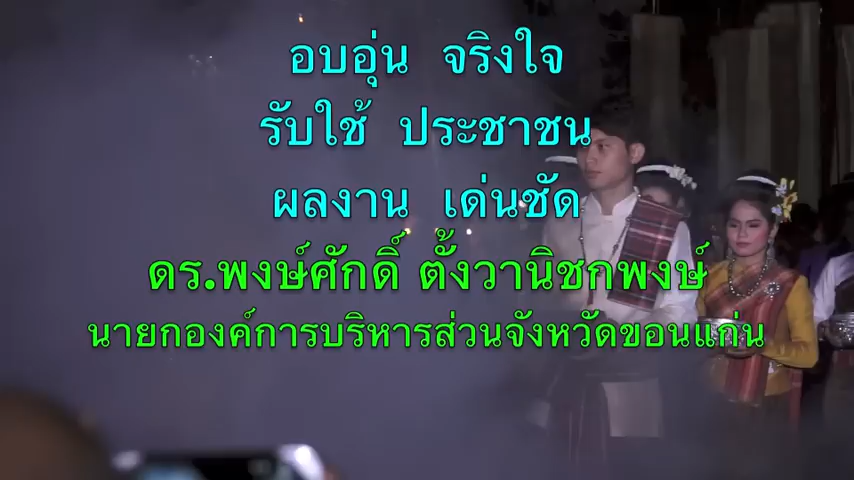 อบอุ่น จริงใจ
รับใช้ ประชาชน
ผลงาน เด่นชัด
ดร.พงษ์ศักดิ์ ตั้งวานิชกพงษ์
นายกองค์การบริหารส่วนจังหวัดขอนแก่น